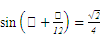 sin (□ + □/12) = √2/4